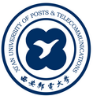 XI'AN UNIVERSITY OF POSTS & TELECOMMUNICATIONS
西安邮电大学